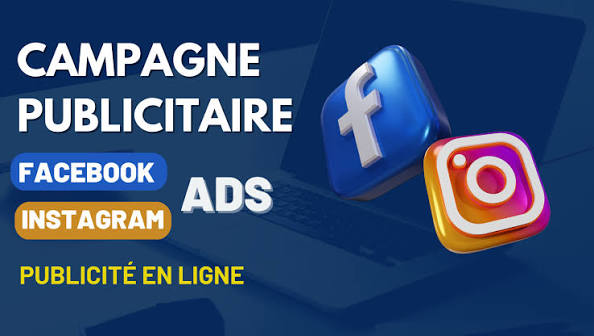 CAMPAGNE
PUBLICITAIRE
FACEBOOK
INSTAGRAM
ADS
PUBLICITÉ EN LIGNE